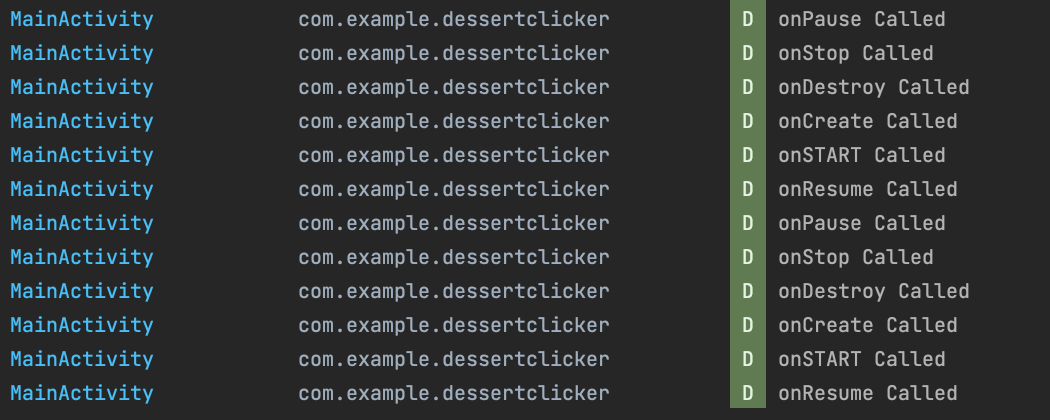 MainActivity com.example.dessertclicker D onPause Called
MainActivity com.example.dessertclicker D onStop Called
MainActivity com.example.dessertclicker D onDestroy Called
MainActivity com.example.dessertclicker D onCreate Called
MainActivity com.example.dessertclicker D onSTART Called
MainActivity com.example.dessertclicker D onResume Called
MainActivity com.example.dessertclicker D onPause Called
MainActivity com.example.dessertclicker D onStop Called
MainActivity com.example.dessertclicker D onDestroy Called
MainActivity com.example.dessertclicker D onCreate Called
MainActivity com.example.dessertclicker D onSTART Called
MainActivity com.example.dessertclicker D onResume Called